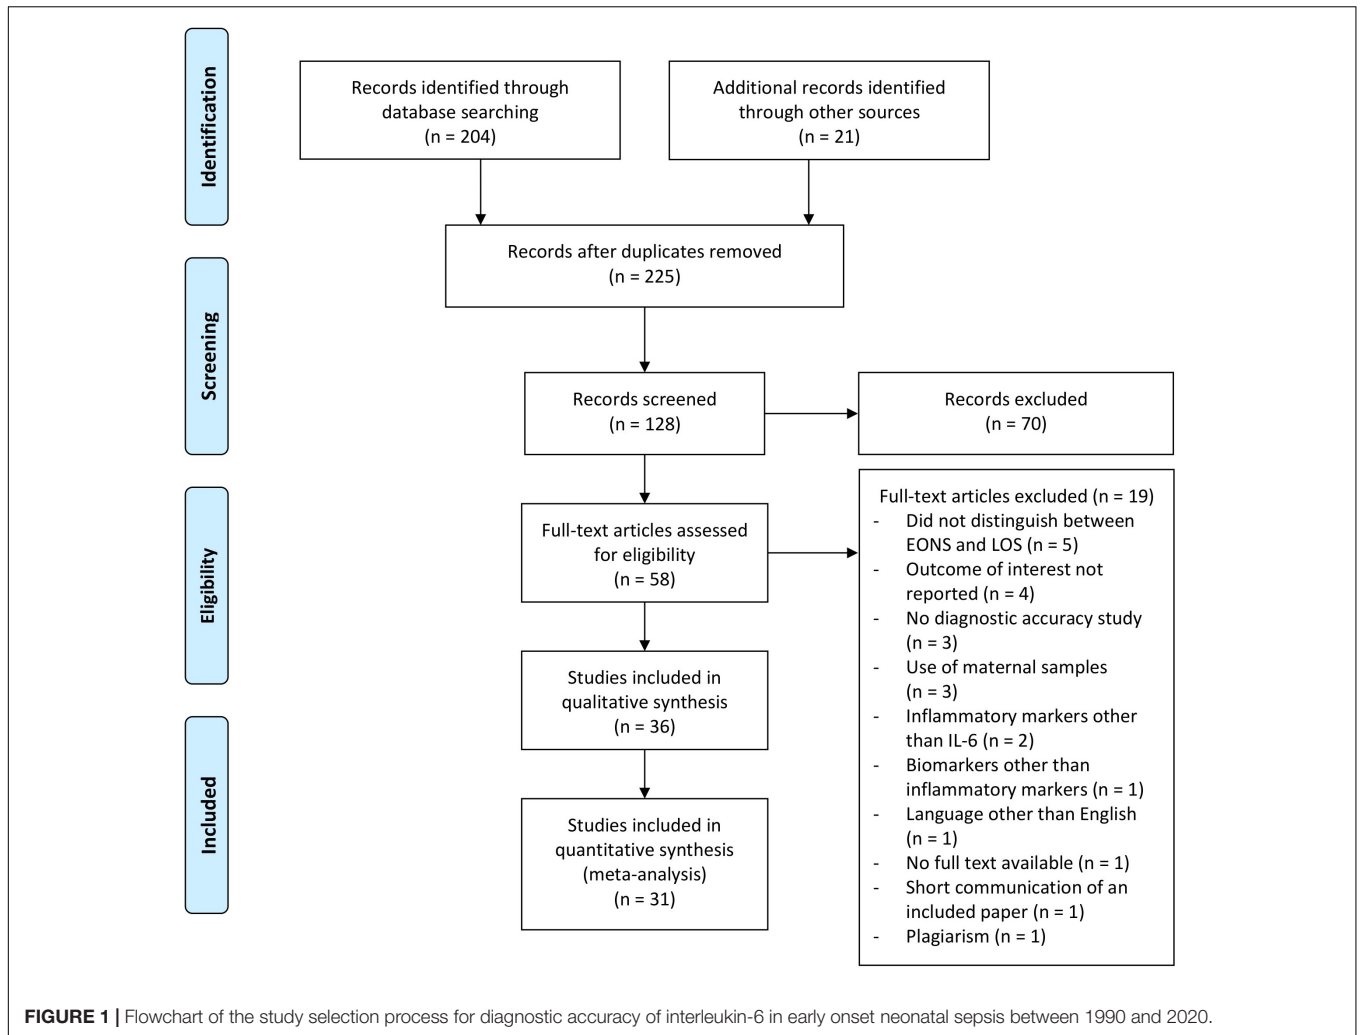 Identification
Records identified through
database searching
(n = 204)
Additional records identified
through other sources
(n = 21)
Records after duplicates removed
(n = 225)
Screening
Records screened
(n = 128)
Records excluded
(n = 70)
Eligibility
Full-text articles assessed
for eligibility
(n = 58)
Full-text articles excluded (n = 19)
- Did not distinguish between
EONS and LOS (n = 5)
- Outcome of interest not
reported (n = 4)
- No diagnostic accuracy study
(n = 3)
- Use of maternal samples
(n = 3)
- Inflammatory markers other
than IL-6 (n = 2)
- Biomarkers other than
inflammatory markers (n = 1)
- Language other than English
(n = 1)
- No full text available (n = 1)
- Short communication of an
included paper (n = 1)
- Plagiarism (n = 1)
Studies included in
qualitative synthesis
(n = 36)
Included
Studies included in
quantitative synthesis
(meta-analysis)
(n = 31)
FIGURE 1 | Flowchart of the study selection process for diagnostic accuracy of interleukin-6 in early onset neonatal sepsis between 1990 and 2020.